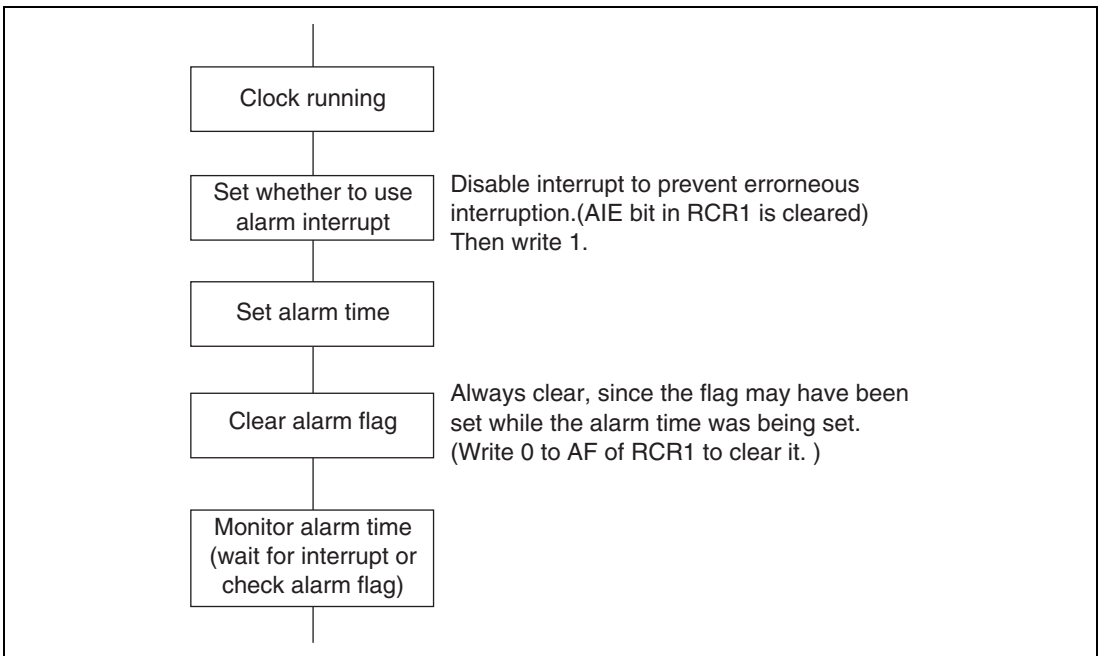 Clock running
Set whether to use
alarm interrupt
Disable interrupt to prevent errorneous
interruption.(AIE bit in RCR1 is cleared)
Then write 1.
Set alarm time
Clear alarm flag
Always clear, since the flag may have been
set while the alarm time was being set.
(Write 0 to AF of RCR1 to clear it. )
Monitor alarm time
(wait for interrupt or
check alarm flag)